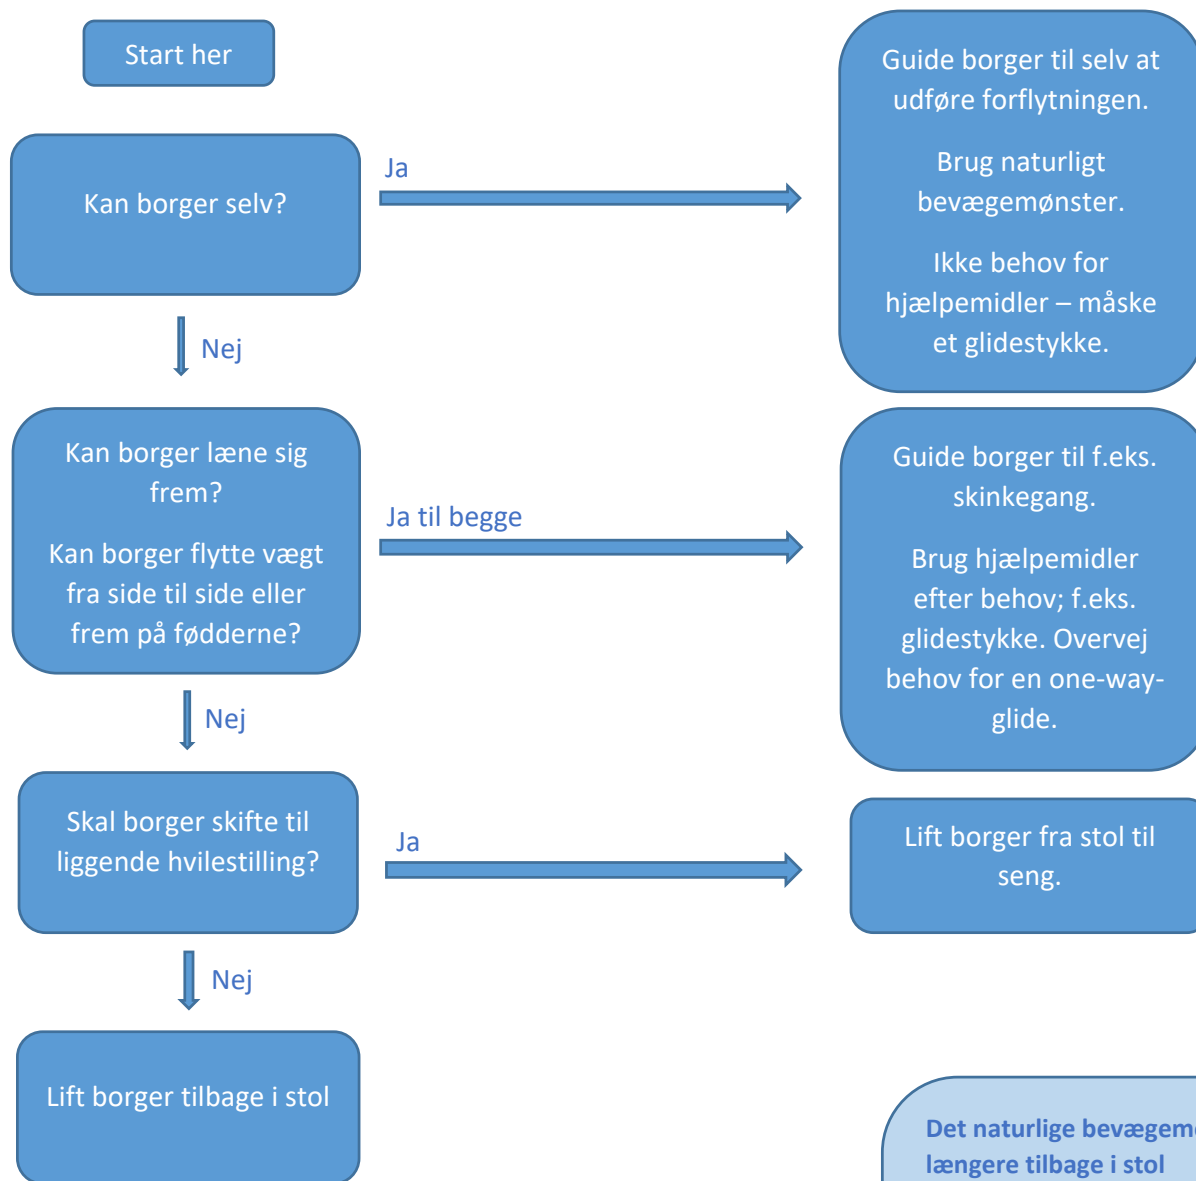 Start her
Kan borger selv?
Ja
Guide borger til selv at
udføre forflytningen.
Brug naturligt
bevægemønster.
Ikke behov for
hjælpemidler – måske
et glidestykke.
Nej
Kan borger læne sig
frem?
Kan borger flytte vægt
fra side til side eller
frem på fødderne?
Ja til begge
Guide borger til f.eks.
skinkegang.
Brug hjælpemidler
efter behov; f.eks.
glidestykke. Overvej
behov for en one-way-
glide.
Nej
Skal borger skifte til
liggende hvilestilling?
Ja
Lift borger fra stol til
seng.
Nej
Lift borger tilbage i stol
Det naturlige
længere tilbage i stol